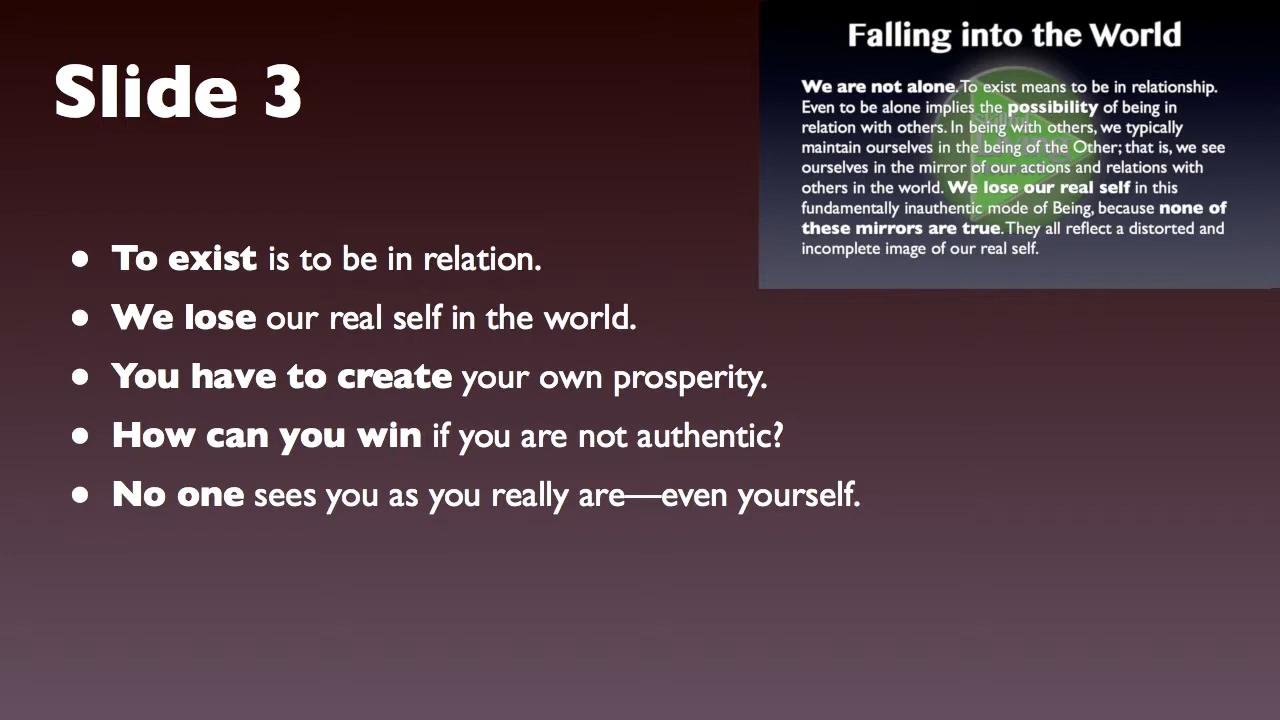 Slide 3
• To exist is to be in relation.
• We lose our real self in the world.
• You have to create your own prosperity.
• How can you win if you are not authentic?
• No one sees you as you really are—even yourself.
Falling into the World
We are not alone. To exist means to be in relationship.
Even to be alone implies the possibility of being in
relation with others. In being with others, we typically
maintain ourselves in the being of the Other; that is, we see
ourselves in the mirror of our actions and relations with
others in the world. We lose our real self in this
fundamentally inauthentic mode of Being, because none of
these mirrors are true. They all reflect a distorted and
incomplete image of our real self.